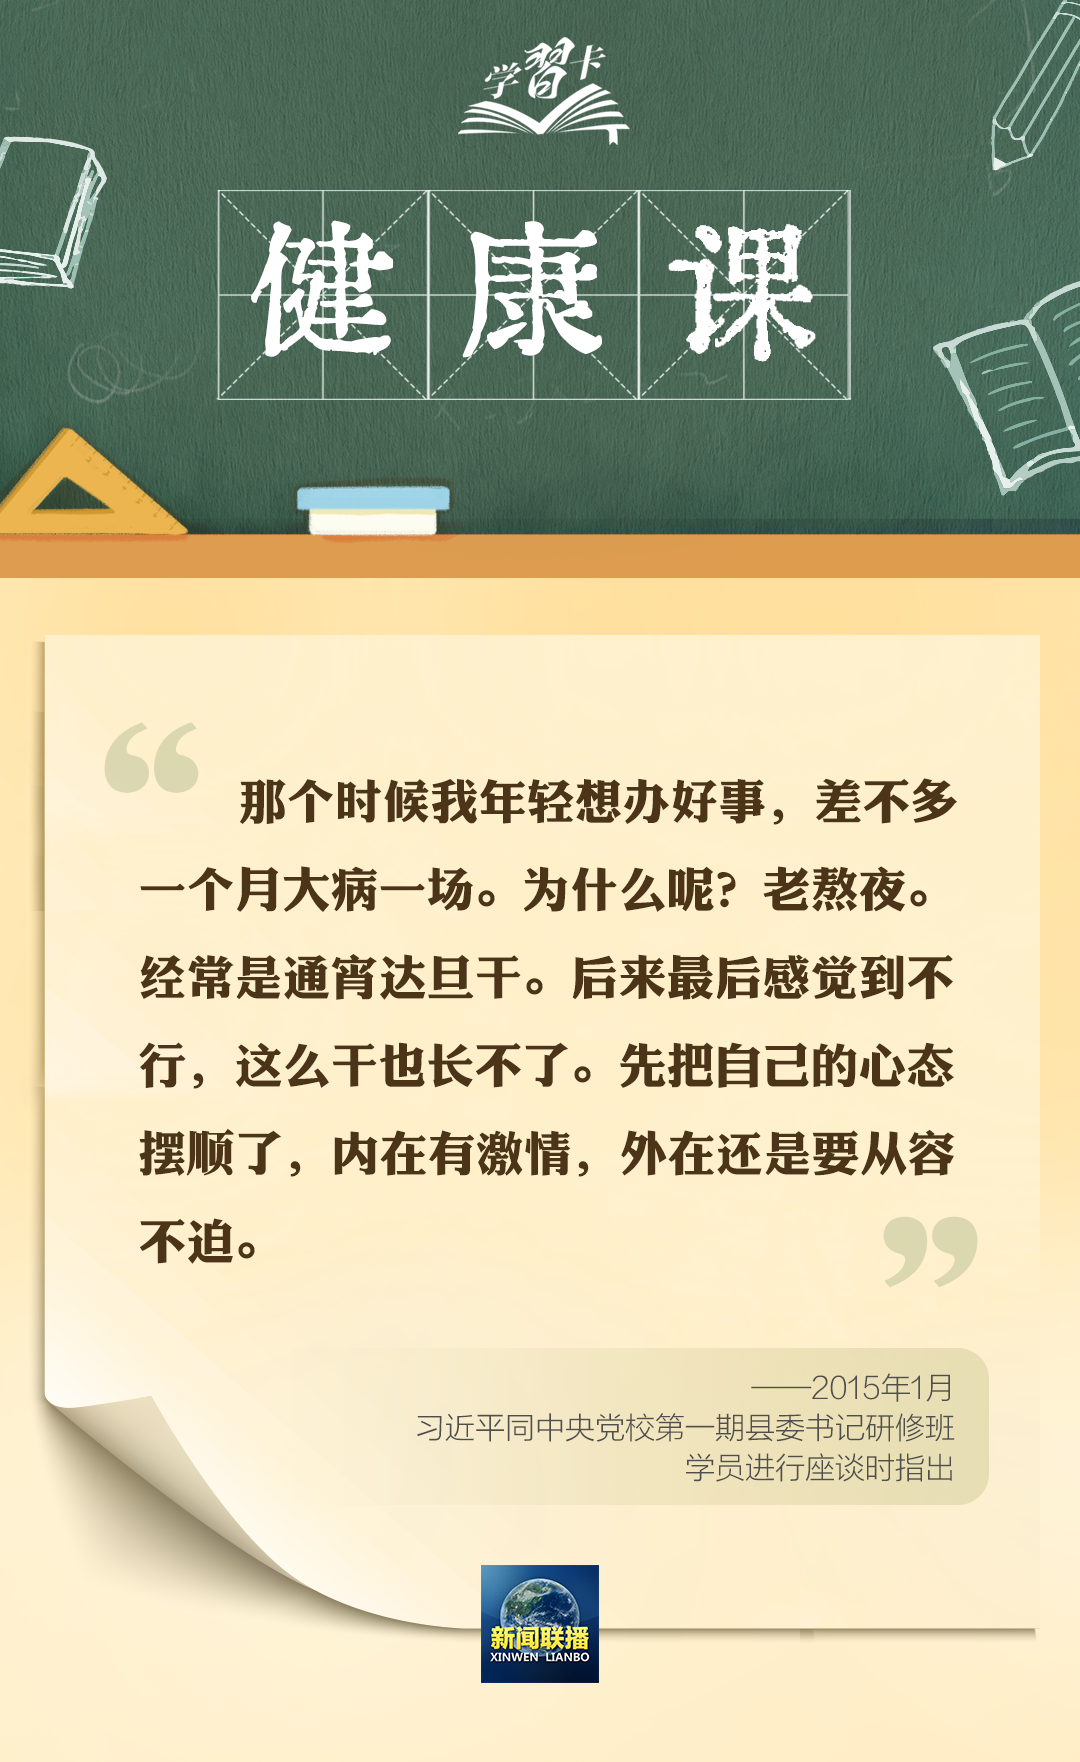 学習卡
健康课
“
那个时候我年轻想办好事，差不多
一个月大病一场。为什么呢？老熬夜。
经常是通宵达旦干。后来最后感觉到不
行，这么干也长不了。先把自己的心态
摆顺了，内在有激情，外在还是要从容
不迫。
”
——2015年1月
习近平同中央党校第一期县委书记研修班
学员进行座谈时指出
新闻联播
XINWEN LIANBO